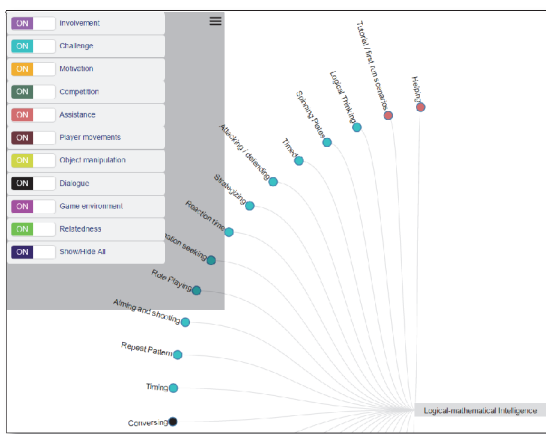 ON Involvement
ON Challenge
ON Motivation
ON Competition
ON Assistance
ON Player movements
ON Object manipulation
ON Dialogue
ON Game environment
ON Relatedness
ON Show/Hide All
Helping
Tutorial / first run scenarios
Logical Thinking
Spinning Plates
Timed
Attacking / defending
Strategizing
Reaction time
seeking
Role Playing
Aiming and shooting
Repeat Pattern
Timing
Conversing
Logical-mathematical Intelligence